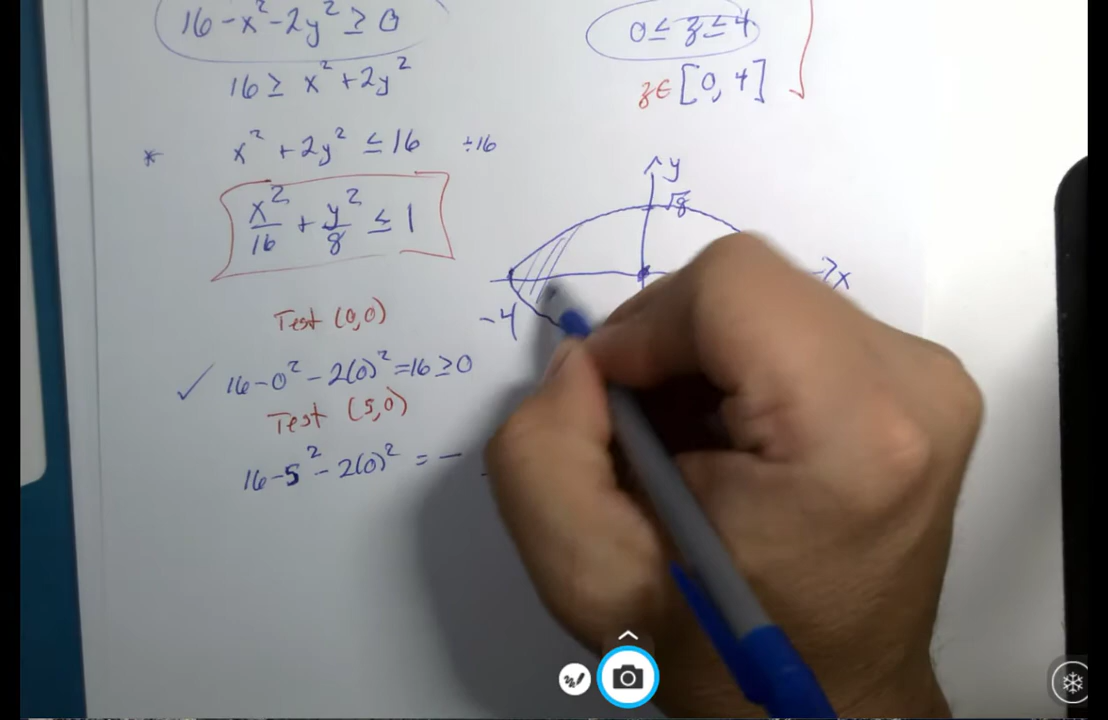 16-x²-2y² ≥ 0
0 ≤ z ≤ 4
16 ≥ x²+2y²
z∈ [0, 4]
* x²+2y² ≤ 16 ÷16
x²/16 + y²/8 ≤ 1
y
√8
x
-4
Test (0,0)
✓ 16-0²-2(0)²=16≥0
Test (5,0)
16-5²-2(0)² = -